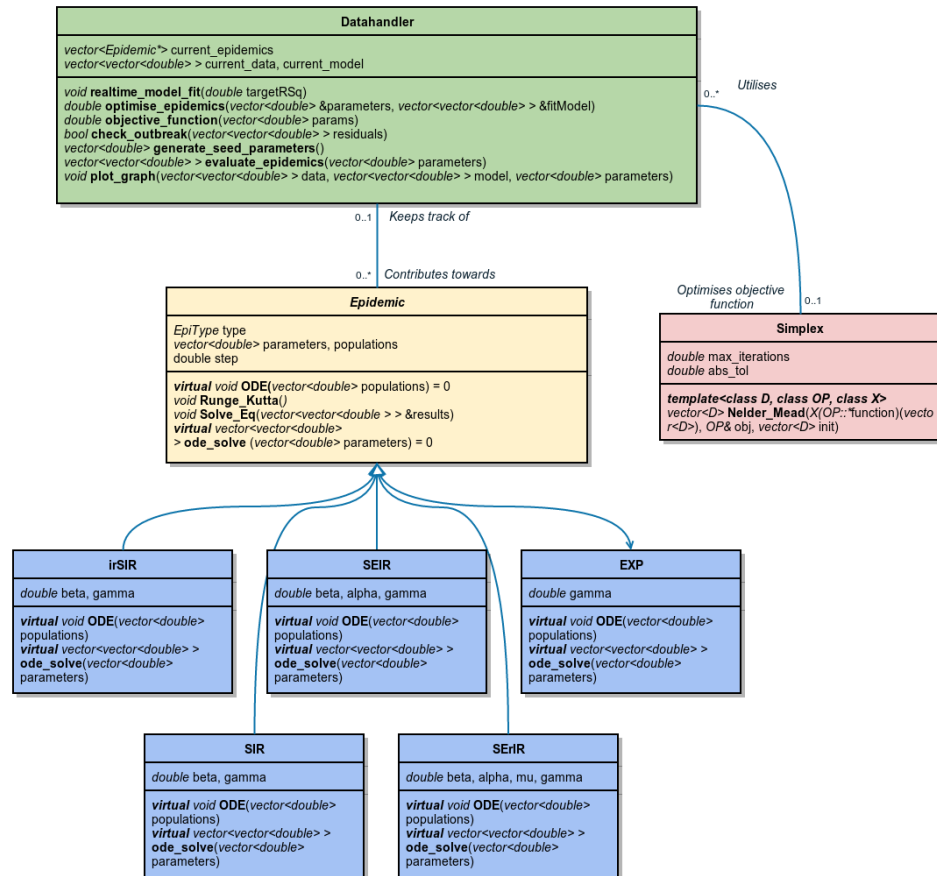 Datahandler
vector<Epidemic*> current_epidemics
vector<vector<double> > current_data, current_model
void realtime_model_fit(double targetRSq)
double optimise_epidemics(vector<double> &parameters, vector<vector<double> > &fitModel)
double objective_function(vector<double> params)
bool check_outbreak(vector<vector<double> > residuals)
vector<double> generate_seed_parameters()
vector<vector<double> > evaluate_epidemics(vector<double> parameters)
void plot_graph(vector<vector<double> > data, vector<vector<double> > model, vector<double> parameters)
Utilises
0..*
0..1
Keeps track of
0..*
Contributes towards
Optimises objective
function
0..1
Epidemic
EpiType type
vector<double> parameters, populations
double step
virtual void ODE(vector<double> populations) = 0
void Runge_Kutta()
void Solve_Eq(vector<vector<double > > &results)
virtual vector<vector<double>
> ode_solve (vector<double> parameters) = 0
Simplex
double max_iterations
double abs_tol
template<class D, class OP, class X>
vector<D> Nelder_Mead(X(OP::*function)(vecto
r<D>), OP& obj, vector<D> init)
irSIR
double beta, gamma
virtual void ODE(vector<double>
populations)
virtual vector<vector<double> >
ode_solve(vector<double>
parameters)
SEIR
double beta, alpha, gamma
virtual void ODE(vector<double>
populations)
virtual vector<vector<double> >
ode_solve(vector<double>
parameters)
EXP
double gamma
virtual void ODE(vector<double>
populations)
virtual vector<vector<double> >
ode_solve(vector<double>
parameters)
SIR
double beta, gamma
virtual void ODE(vector<double>
populations)
virtual vector<vector<double> >
ode_solve(vector<double>
parameters)
SErIR
double beta, alpha, mu, gamma
virtual void ODE(vector<double>
populations)
virtual vector<vector<double> >
ode_solve(vector<double>
parameters)